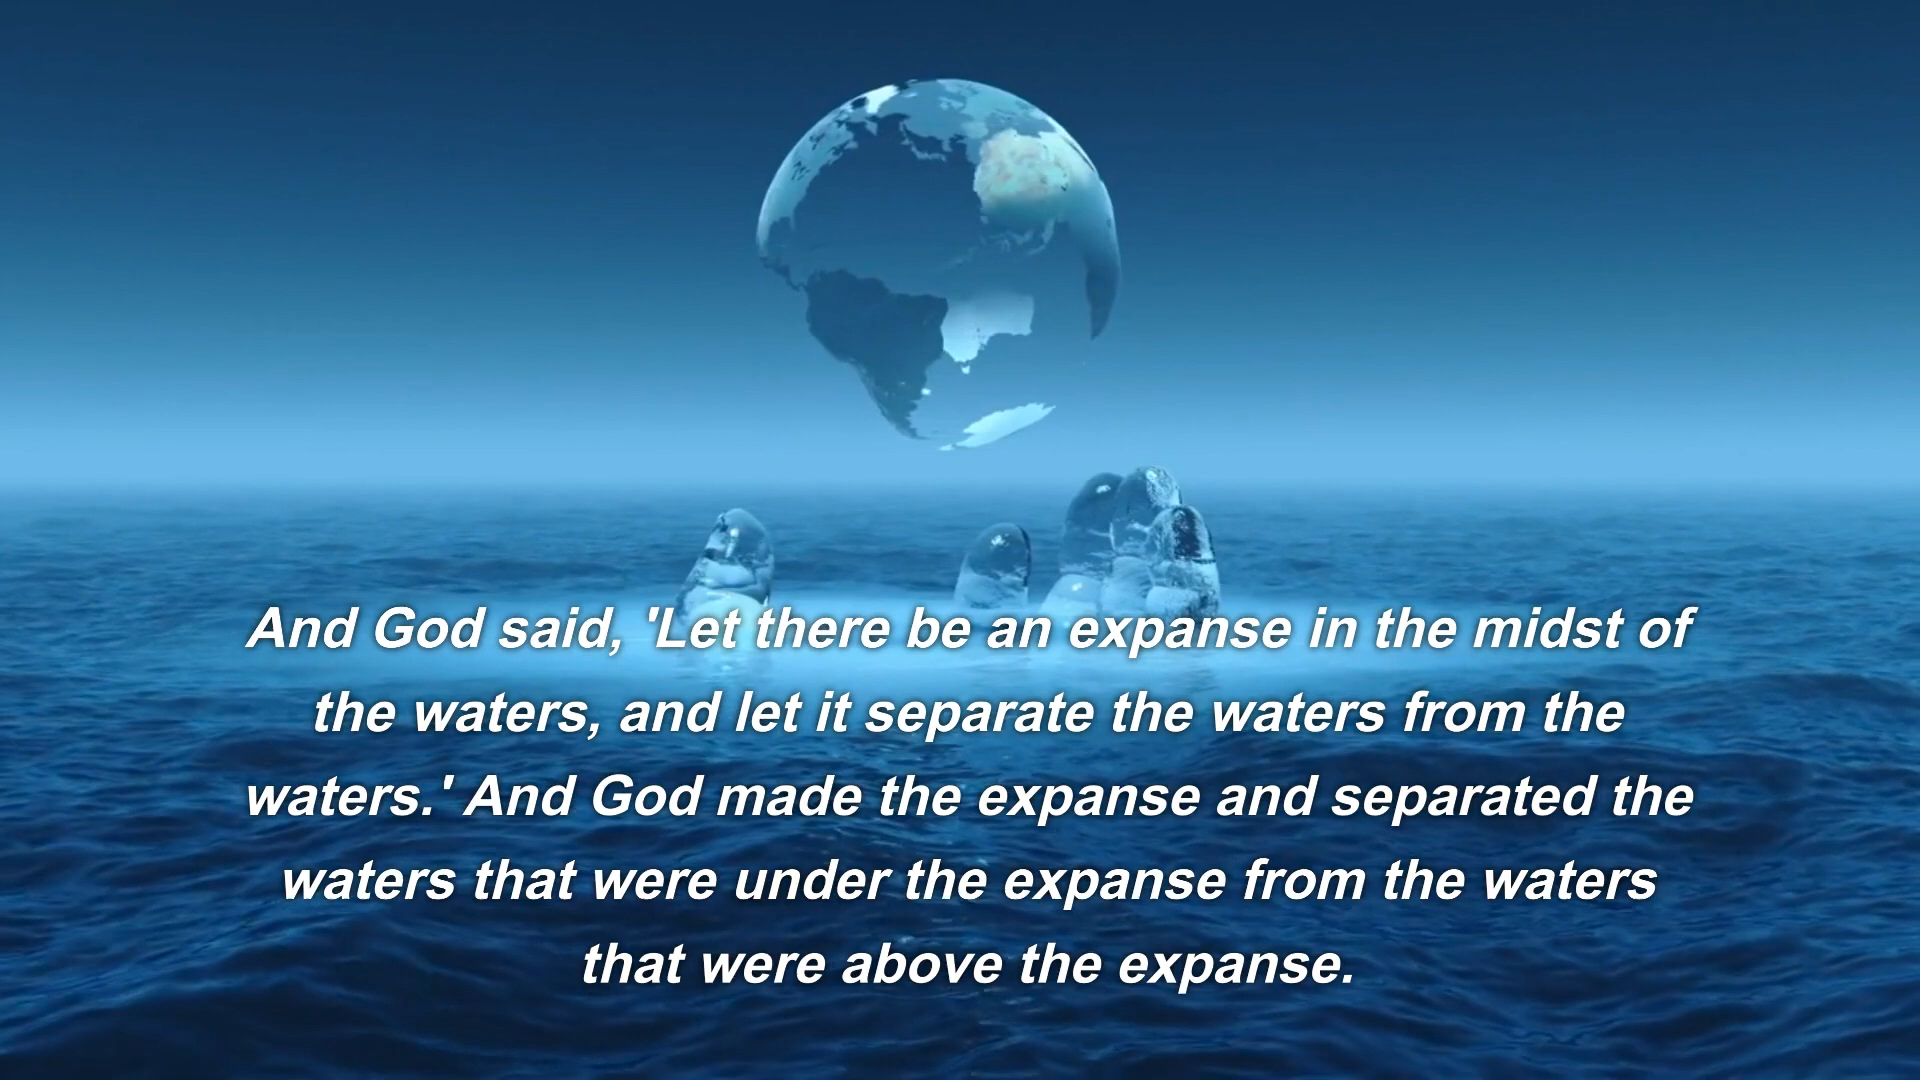 And God said, 'Let there be an expanse in the midst of
the waters, and let it separate the waters from the
waters.' And God made the expanse and separated the
waters that were under the expanse from the waters
that were above the expanse.